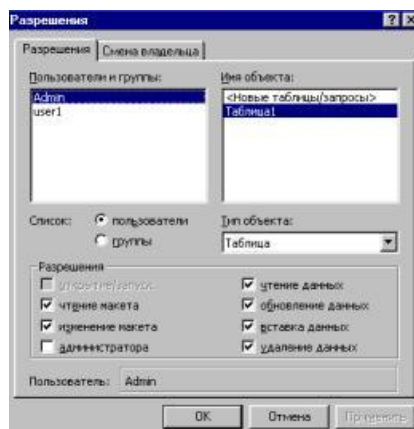 Разрешения
Разрешения Смена владельца
Пользователи и группы: Имя объекта:
Admin
user1
<Новые таблицы/запросы>
Таблица1
Список: пользователи
группы
Тип объекта:
Таблица
Разрешения
открытие/запуск
чтение макета
изменение макета
администратора
чтение данных
обновление данных
вставка данных
удаление данных
Пользователь: Admin
OK Отмена Применить